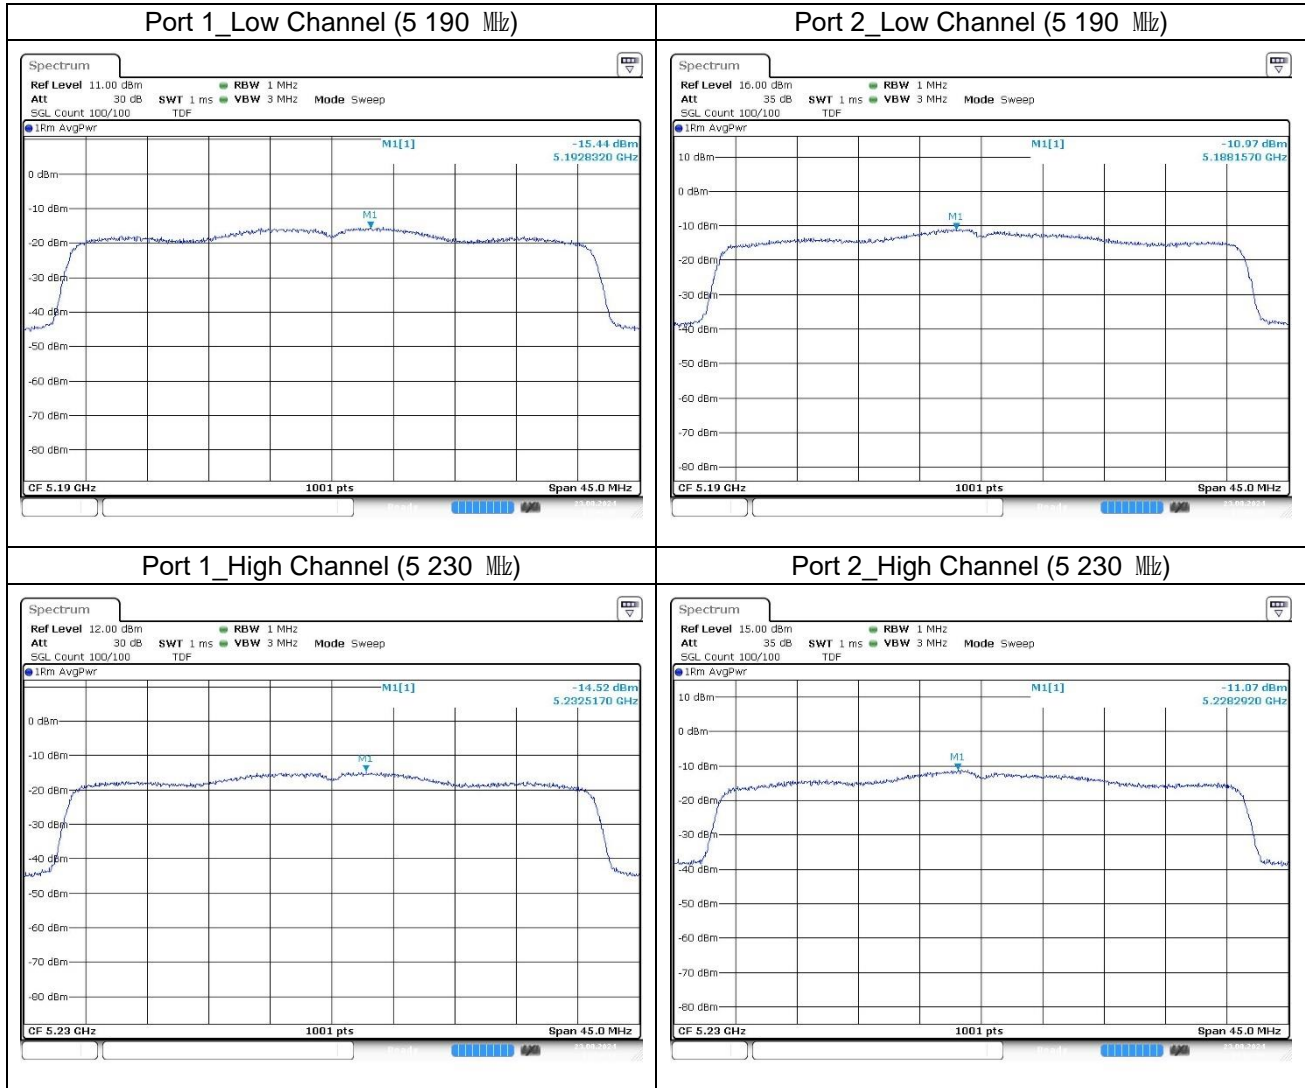 Port 1_Low Channel (5 190 ㎒)
Spectrum
Ref Level 11.00 dBm RBW 1 MHz
Att 30 dB SWT 1 ms VBW 3 MHz Mode Sweep
SGL Count 100/100 TDF
1Rm AvgPwr
M1[1] -15.44 dBm
5.1928320 GHz
0 dBm
-10 dBm
M1
-20 dBm
-30 dBm
-40 dBm
-50 dBm
-60 dBm
-70 dBm
-80 dBm
CF 5.19 GHz 1001 pts Span 45.0 MHz
Port 2_Low Channel (5 190 ㎒)
Spectrum
Ref Level 16.00 dBm RBW 1 MHz
Att 35 dB SWT 1 ms VBW 3 MHz Mode Sweep
SGL Count 100/100 TDF
1Rm AvgPwr
M1[1] -10.97 dBm
10 dBm 5.1881570 GHz
0 dBm
M1
-10 dBm
-20 dBm
-30 dBm
-40 dBm
-50 dBm
-60 dBm
-70 dBm
-80 dBm
CF 5.19 GHz 1001 pts Span 45.0 MHz
Port 1_High Channel (5 230 ㎒)
Spectrum
Ref Level 12.00 dBm RBW 1 MHz
Att 30 dB SWT 1 ms VBW 3 MHz Mode Sweep
SGL Count 100/100 TDF
1Rm AvgPwr
M1[1] -14.52 dBm
5.2325170 GHz
0 dBm
-10 dBm
M1
-20 dBm
-30 dBm
-40 dBm
-50 dBm
-60 dBm
-70 dBm
-80 dBm
CF 5.23 GHz 1001 pts Span 45.0 MHz
Port 2_High Channel (5 230 ㎒)
Spectrum
Ref Level 15.00 dBm RBW 1 MHz
Att 35 dB SWT 1 ms VBW 3 MHz Mode Sweep
SGL Count 100/100 TDF
1Rm AvgPwr
M1[1] -11.07 dBm
10 dBm 5.2282920 GHz
0 dBm
M1
-10 dBm
-20 dBm
-30 dBm
-40 dBm
-50 dBm
-60 dBm
-70 dBm
-80 dBm
CF 5.23 GHz 1001 pts Span 45.0 MHz